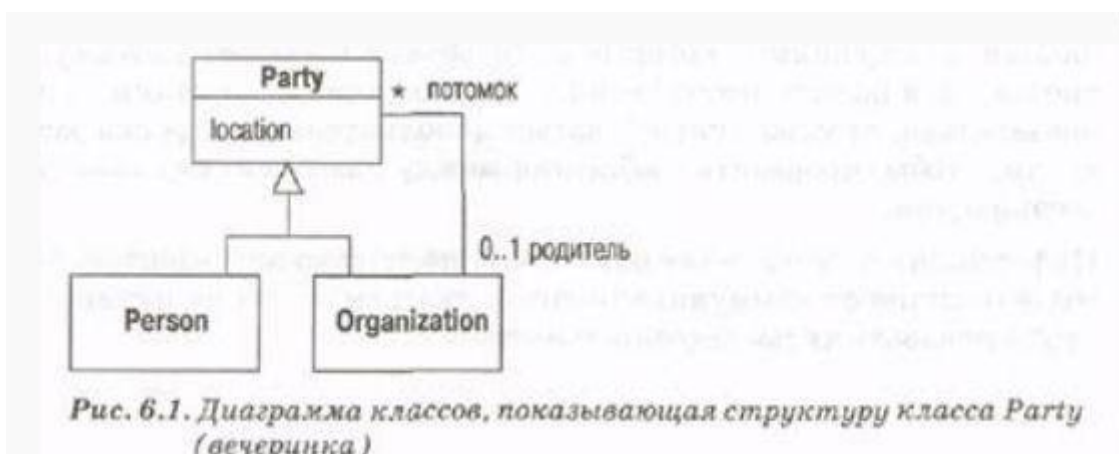 Party
* потомок
location
0..1 родитель
Person
Organization
Рис. 6.1. Диаграмма классов, показывающая структуру класса Party
(вечеринка)